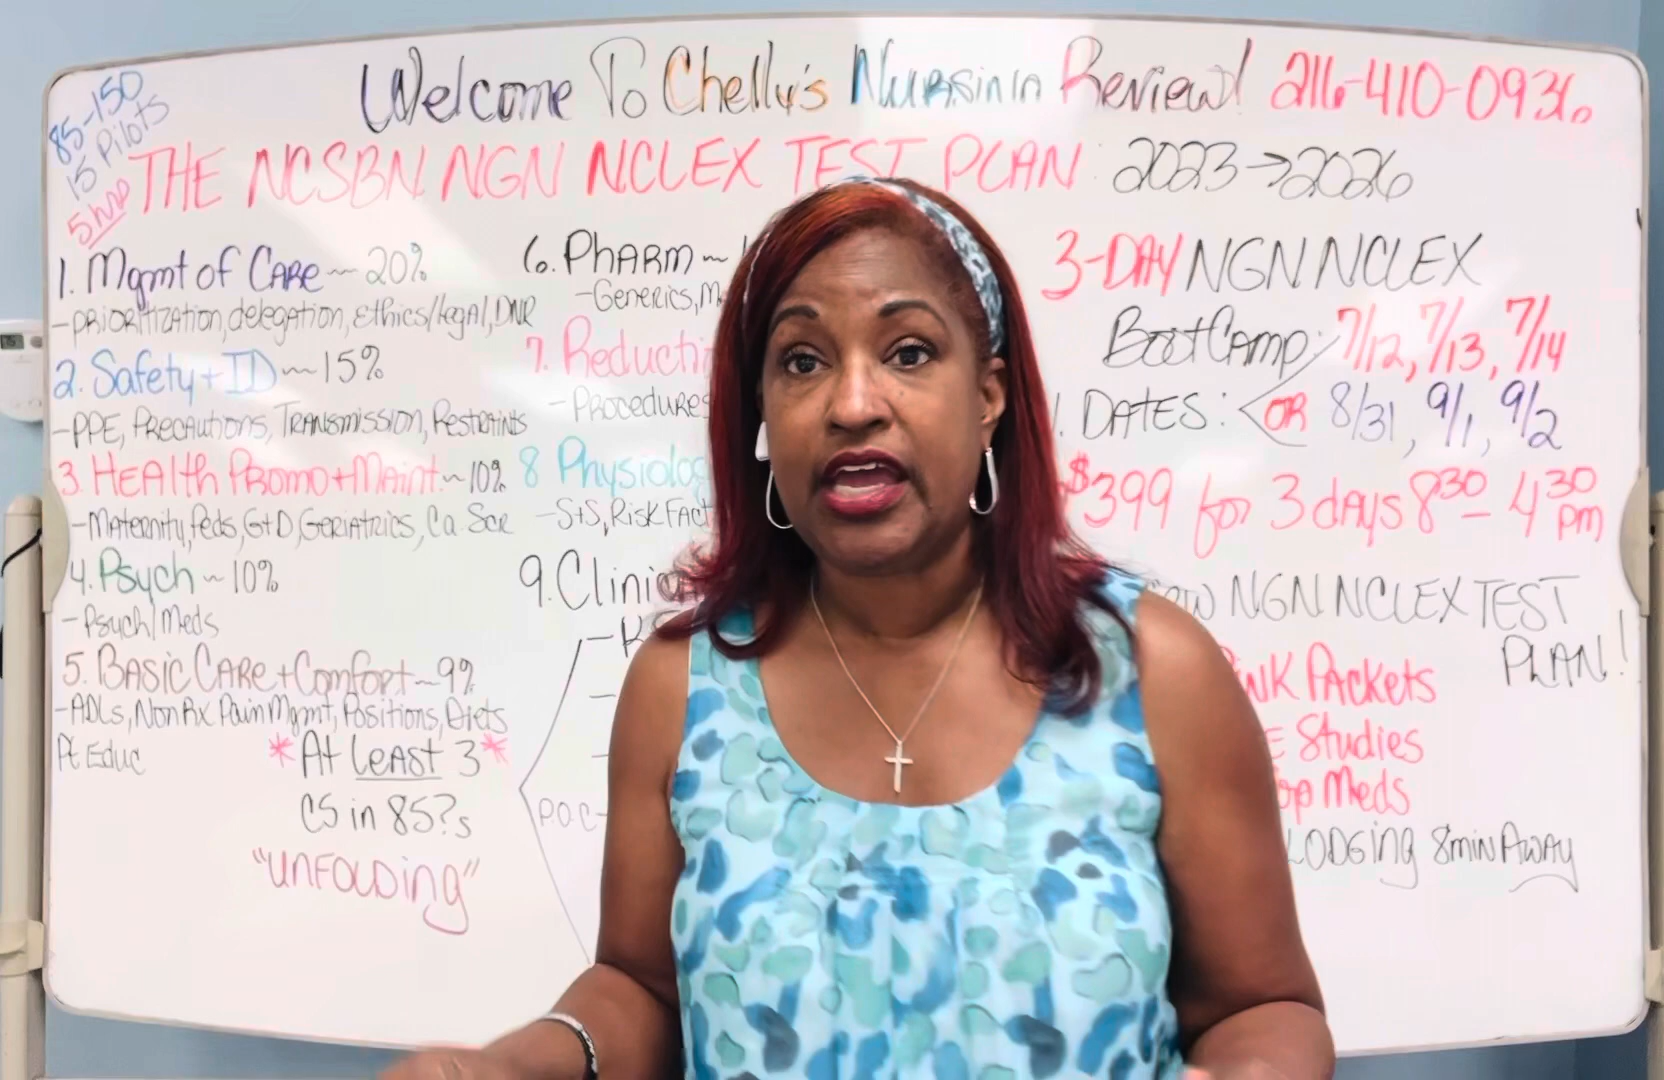 Welcome To Chelly's Nursing Review! 216-410-0936
85-150
15 Pilots
5 hrs
THE NCSBN NGN NCLEX TEST PLAN: 2023→2026
1. Mgmt of CARE ~ 20%
-prioritization, delegation, Ethics/legal, DNR
2. Safety + ID ~ 15%
-PPE, Precautions, Transmission, Restraints
3. Health Promo + Maint. ~ 10%
-Maternity, Peds, G+D, Geriatrics, Ca Scr
4. Psych ~ 10%
-Psych/Meds
5. BASIC CARE + Comfort ~ 9%
-ADLs, Non Rx Pain Mgmt, Positions, Diets
Pt Educ
*At Least 3*
CS in 85?s
"UNFOLDING"
6. PHARM ~
-Generics,
7. Reducti
-Procedures
8 Physiolog
-S+S, Risk Fact
9. Clinic
P.O.C-
3-DAY NGN NCLEX
BootCamp: 7/12, 7/13, 7/14
DATES: OR 8/31, 9/1, 9/2
$399 for 3 days 8:30 - 4:30 pm
NGN NCLEX TEST
PLAN!
Packets
Studies
Meds
LODGING 8min AWAY